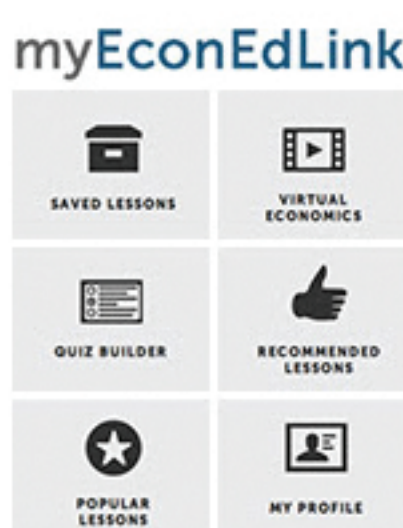 myEconEdLink
SAVED LESSONS
VIRTUAL
ECONOMICS
QUIZ BUILDER
RECOMMENDED
LESSONS
POPULAR
LESSONS
MY PROFILE